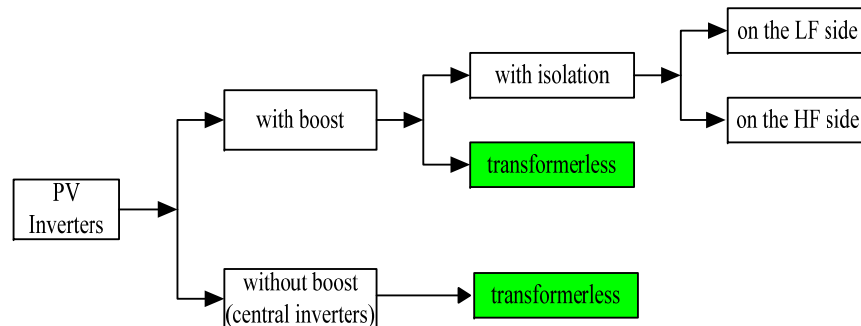 on the LF side
with isolation
on the HF side
with boost
transformerless
PV
Inverters
without boost
(central inverters)
transformerless